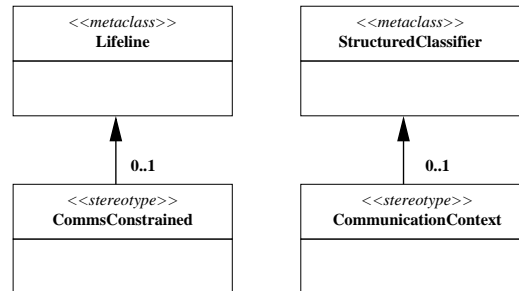 <<metaclass>>
Lifeline
<<metaclass>>
StructuredClassifier
0..1
0..1
<<stereotype>>
CommsConstrained
<<stereotype>>
CommunicationContext